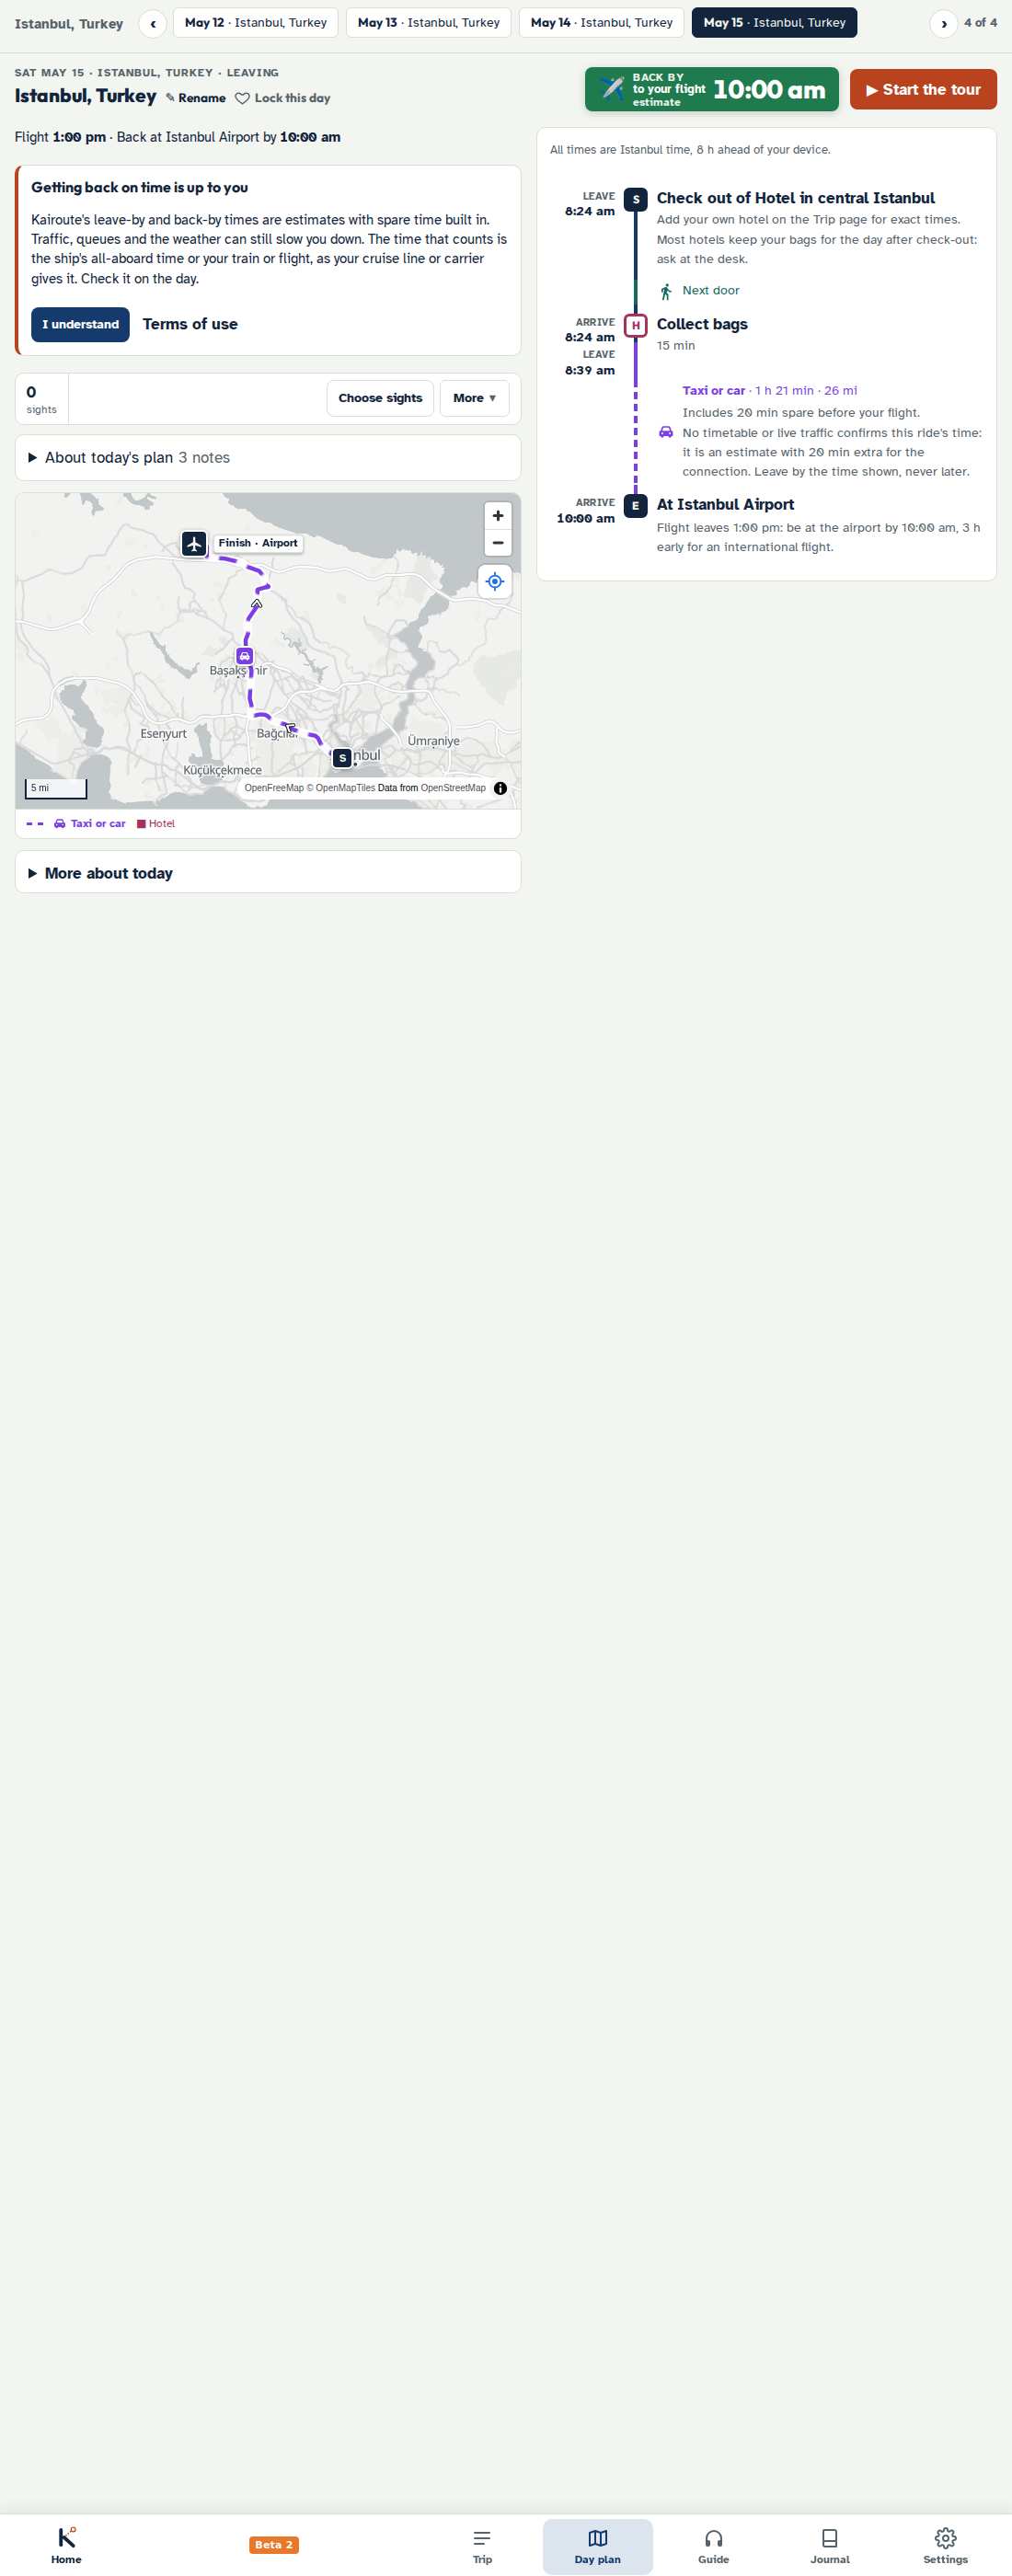 Istanbul, Turkey
‹
May 12 · Istanbul, Turkey
May 13 · Istanbul, Turkey
May 14 · Istanbul, Turkey
May 15 · Istanbul, Turkey
›
4 of 4
SAT MAY 15 · ISTANBUL, TURKEY · LEAVING
Istanbul, Turkey ✎ Rename Lock this day
BACK BY
to your flight
estimate
10:00 am
▶ Start the tour
Flight 1:00 pm · Back at Istanbul Airport by 10:00 am
Getting back on time is up to you
Kairoute's leave-by and back-by times are estimates with spare time built in.
Traffic, queues and the weather can still slow you down. The time that counts is
the ship's all-aboard time or your train or flight, as your cruise line or carrier
gives it. Check it on the day.
I understand
Terms of use
0
sights
Choose sights
More ▼
▶ About today's plan 3 notes
Finish · Airport
+
−
Esenyurt
Ümraniye
Küçükçekmece
S
5 mi
OpenFreeMap © OpenMapTiles Data from OpenStreetMap
Taxi or car
Hotel
▶ More about today
All times are Istanbul time, 8 h ahead of your device.
LEAVE
8:24 am
S
Check out of Hotel in central Istanbul
Add your own hotel on the Trip page for exact times.
Most hotels keep your bags for the day after check-out:
ask at the desk.
Next door
ARRIVE
8:24 am
LEAVE
8:39 am
H
Collect bags
15 min
Taxi or car · 1 h 21 min · 26 mi
Includes 20 min spare before your flight.
No timetable or live traffic confirms this ride's time:
it is an estimate with 20 min extra for the
connection. Leave by the time shown, never later.
ARRIVE
10:00 am
E
At Istanbul Airport
Flight leaves 1:00 pm: be at the airport by 10:00 am, 3 h
early for an international flight.
Home
Beta 2
Trip
Day plan
Guide
Journal
Settings